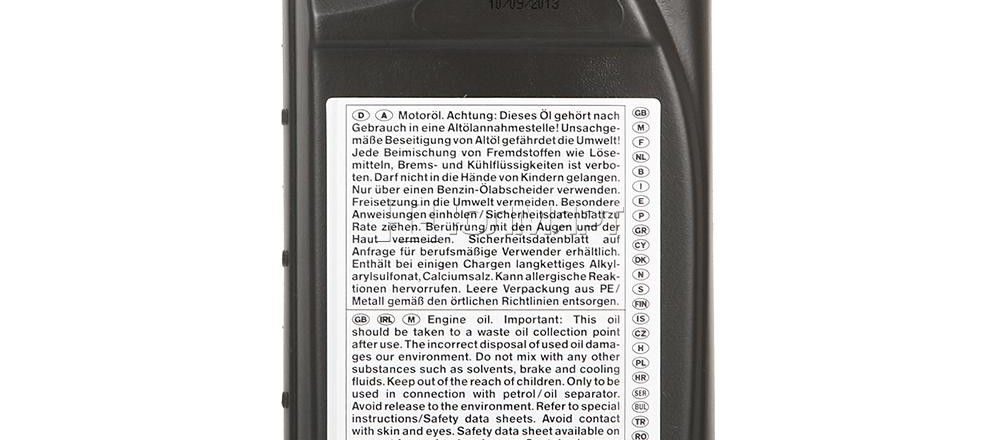 10/09/2013
D A Motoröl. Achtung: Dieses Öl gehört nach
Gebrauch in eine Altölannahmestelle! Unsachge-
mäße Beseitigung von Altöl gefährdet die Umwelt!
Jede Beimischung von Fremdstoffen wie Löse-
mitteln, Brems- und Kühlflüssigkeiten ist verbo-
ten. Darf nicht in die Hände von Kindern gelangen.
Nur über einen Benzin-Ölabscheider verwenden.
Freisetzung in die Umwelt vermeiden. Besondere
Anweisungen einholen/Sicherheitsdatenblatt zu
Rate ziehen. Berührung mit den Augen und der
Haut vermeiden. Sicherheitsdatenblatt auf
Anfrage für berufsmäßige Verwender erhältlich.
Enthält bei einigen Chargen langkettiges Alkyl-
arylsulfonat, Calciumsalz. Kann allergische Reak-
tionen hervorrufen. Leere Verpackung aus PE/
Metall gemäß den örtlichen Richtlinien entsorgen.
GB IRL M Engine oil. Important: This oil
should be taken to a waste oil collection point
after use. The incorrect disposal of used oil dama-
ges our environment. Do not mix with any other
substances such as solvents, brake and cooling
fluids. Keep out of the reach of children. Only to be
used in connection with petrol/oil separator.
Avoid release to the environment. Refer to special
instructions/Safety data sheets. Avoid contact
with skin and eyes. Safety data sheet available on
GB
M
F
NL
B
I
E
P
GR
CY
DK
N
S
FIN
IS
CZ
H
PL
HR
SER
BUL
TR
RO